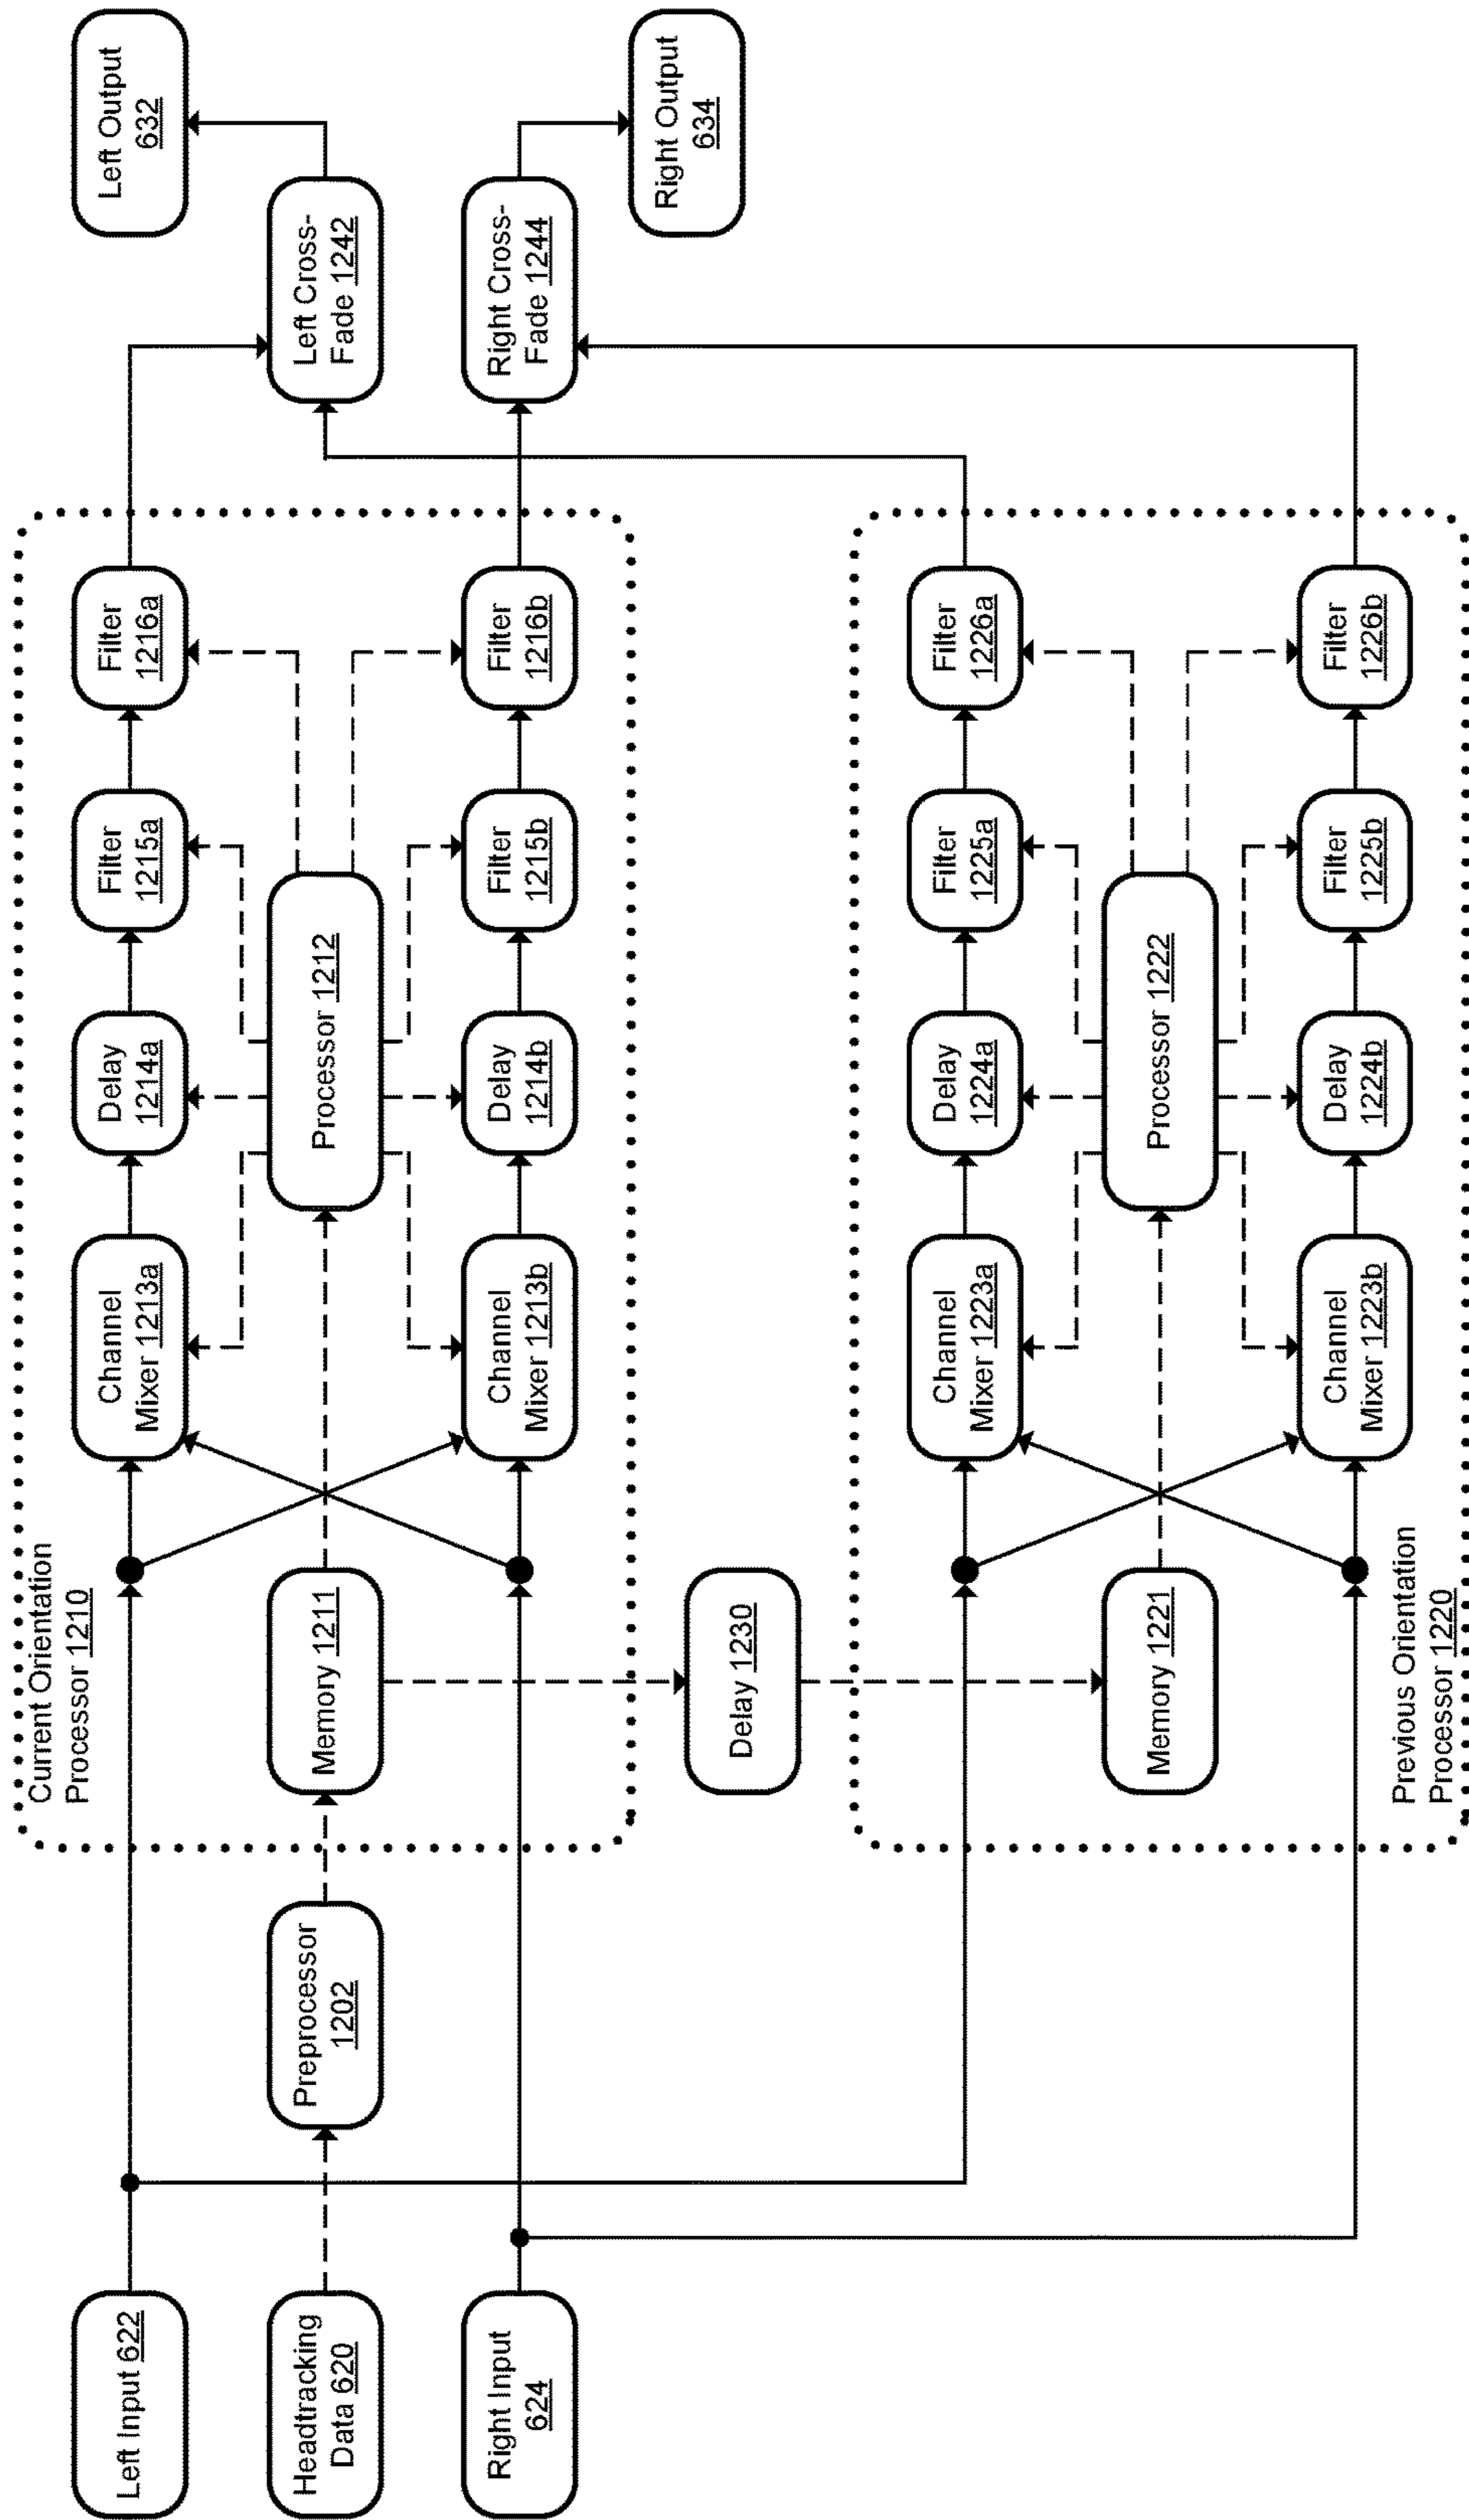 Left Input 622
Headtracking
Data 620
Right Input
624
Preprocessor
1202
Current Orientation
Processor 1210
Memory 1211
Channel
Mixer 1213a
Channel
Mixer 1213b
Processor 1212
Delay
1214a
Delay
1214b
Filter
1215a
Filter
1215b
Filter
1216a
Filter
1216b
Delay 1230
Previous Orientation
Processor 1220
Memory 1221
Channel
Mixer 1223a
Channel
Mixer 1223b
Processor 1222
Delay
1224a
Delay
1224b
Filter
1225a
Filter
1225b
Filter
1226a
Filter
1226b
Left Cross-
Fade 1242
Right Cross-
Fade 1244
Left Output
632
Right Output
634